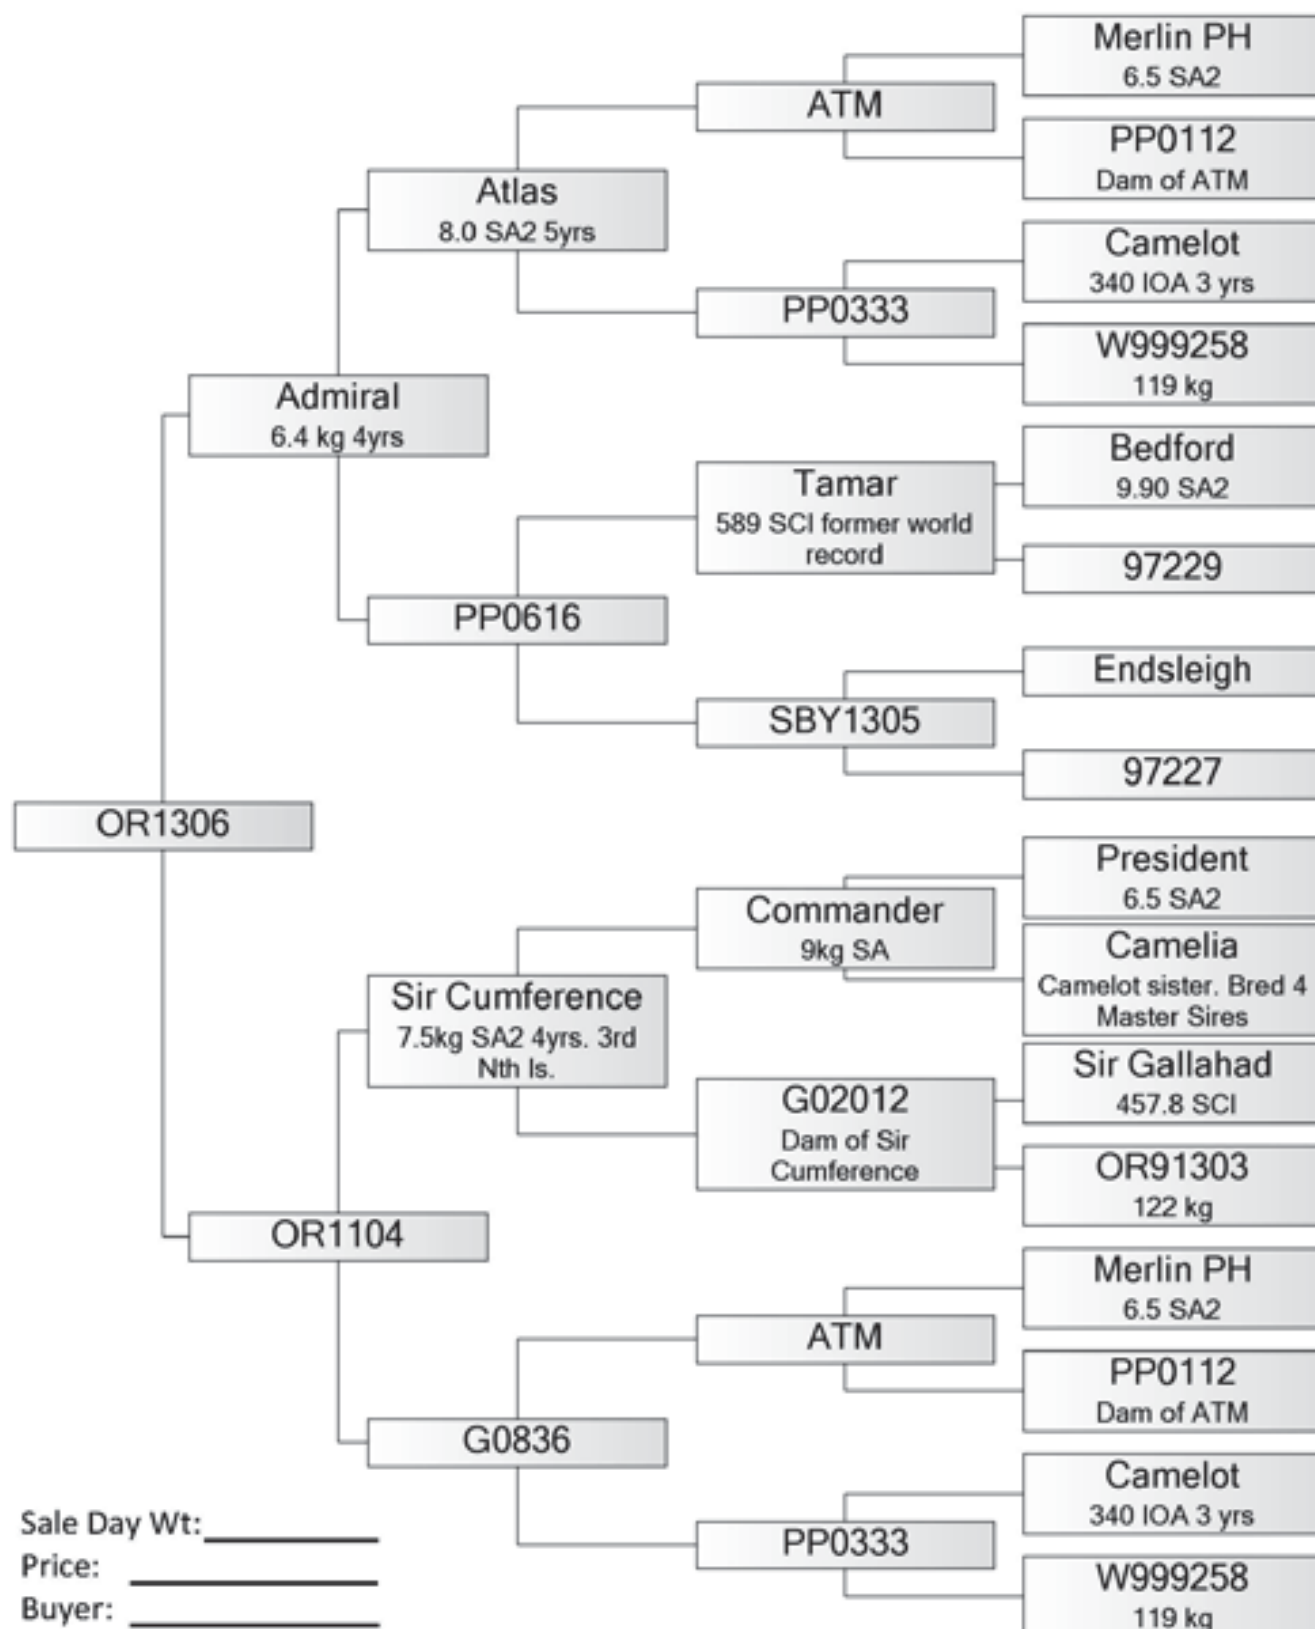 Merlin PH
6.5 SA2
ATM
PP0112
Dam of ATM
Atlas
8.0 SA2 5yrs
Camelot
340 IOA 3 yrs
PP0333
W999258
119 kg
Admiral
6.4 kg 4yrs
Bedford
9.90 SA2
Tamar
589 SCI former world
record
97229
PP0616
Endsleigh
SBY1305
97227
OR1306
President
6.5 SA2
Commander
9kg SA
Camelia
Camelot sister. Bred 4
Master Sires
Sir Cumference
7.5kg SA2 4yrs. 3rd
Nth Is.
Sir Gallahad
457.8 SCI
G02012
Dam of Sir
Cumference
OR91303
122 kg
OR1104
Merlin PH
6.5 SA2
ATM
PP0112
Dam of ATM
G0836
Camelot
340 IOA 3 yrs
PP0333
W999258
119 kg
Sale Day Wt:
Price:
Buyer: